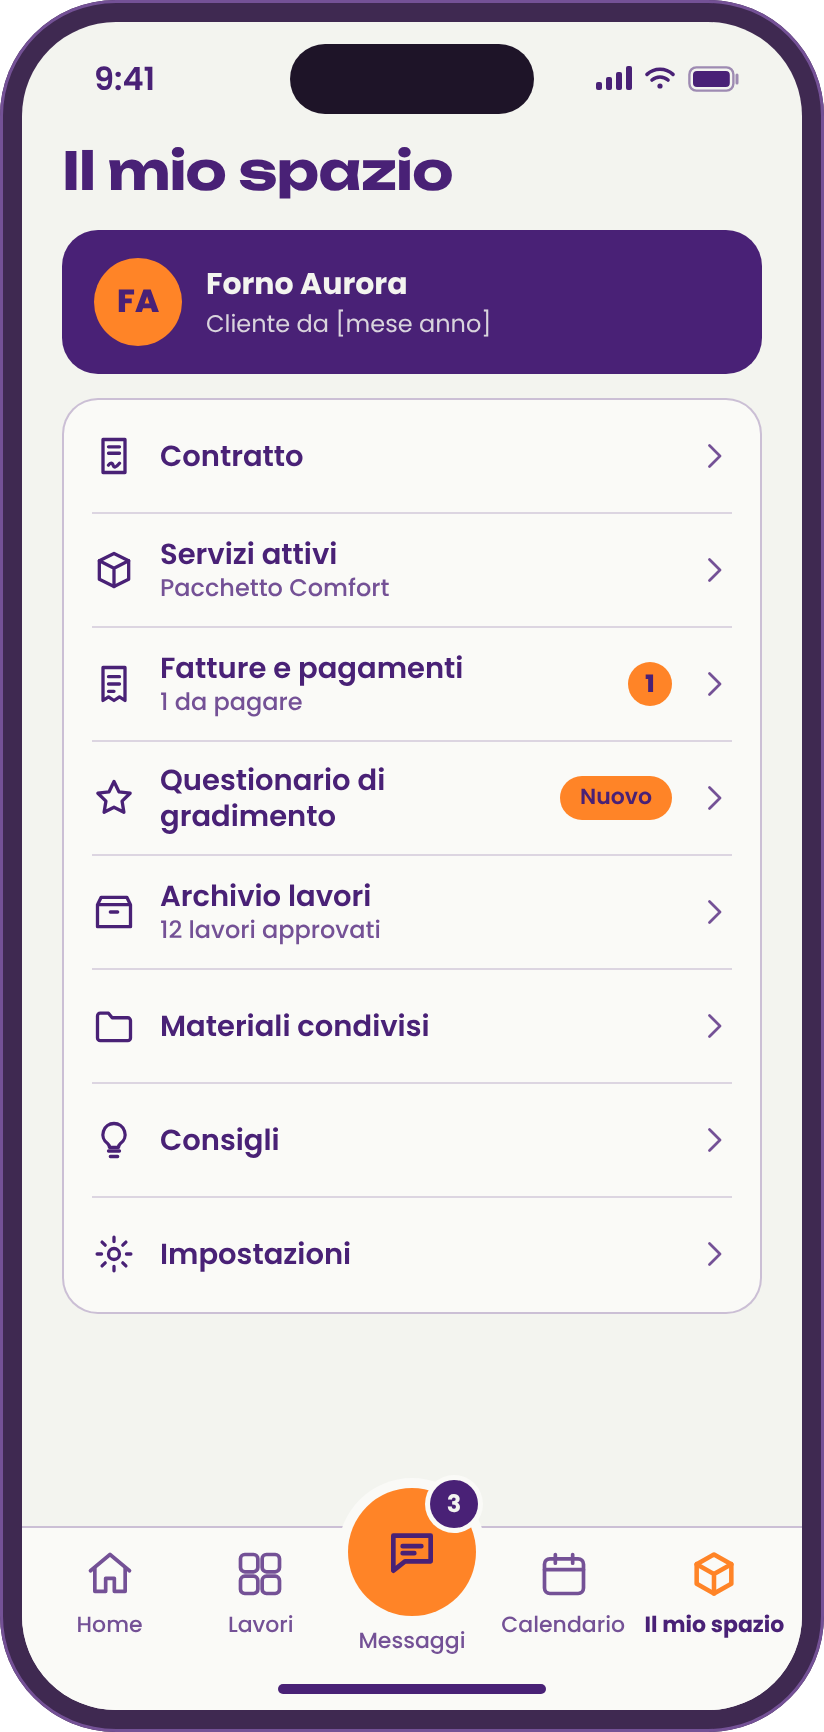 9:41
Il mio spazio
FA
Forno Aurora
Cliente da [mese anno]
Contratto
Servizi attivi
Pacchetto Comfort
Fatture e pagamenti
1 da pagare
1
Questionario di
gradimento
Nuovo
Archivio lavori
12 lavori approvati
Materiali condivisi
Consigli
Impostazioni
3
Home
Lavori
Messaggi
Calendario
Il mio spazio